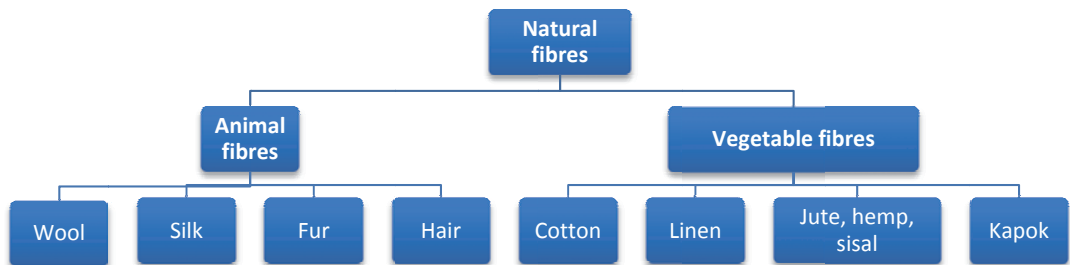 Natural
fibres
Animal
fibres
Vegetable fibres
Wool
Silk
Fur
Hair
Cotton
Linen
Jute, hemp,
sisal
Kapok